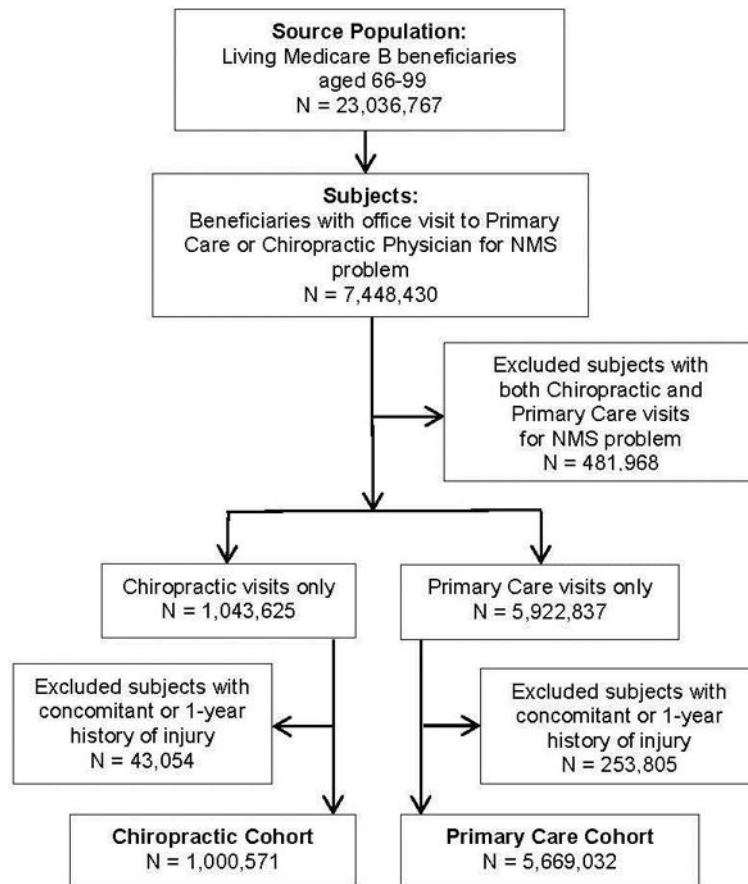 Source Population:
Living Medicare B beneficiaries
aged 66-99
N = 23,036,767
Subjects:
Beneficiaries with office visit to Primary
Care or Chiropractic Physician for NMS
problem
N = 7,448,430
Excluded subjects with
both Chiropractic and
Primary Care visits
for NMS problem
N = 481.968
Chiropractic visits only
N = 1,043,625
Primary Care visits only
N = 5,922,837
Excluded subjects with
concomitant or 1-year
history of injury
N = 43,054
Excluded subjects with
concomitant or 1-year
history of injury
N = 253,805
Chiropractic Cohort
N = 1,000,571
Primary Care Cohort
N = 5,669,032